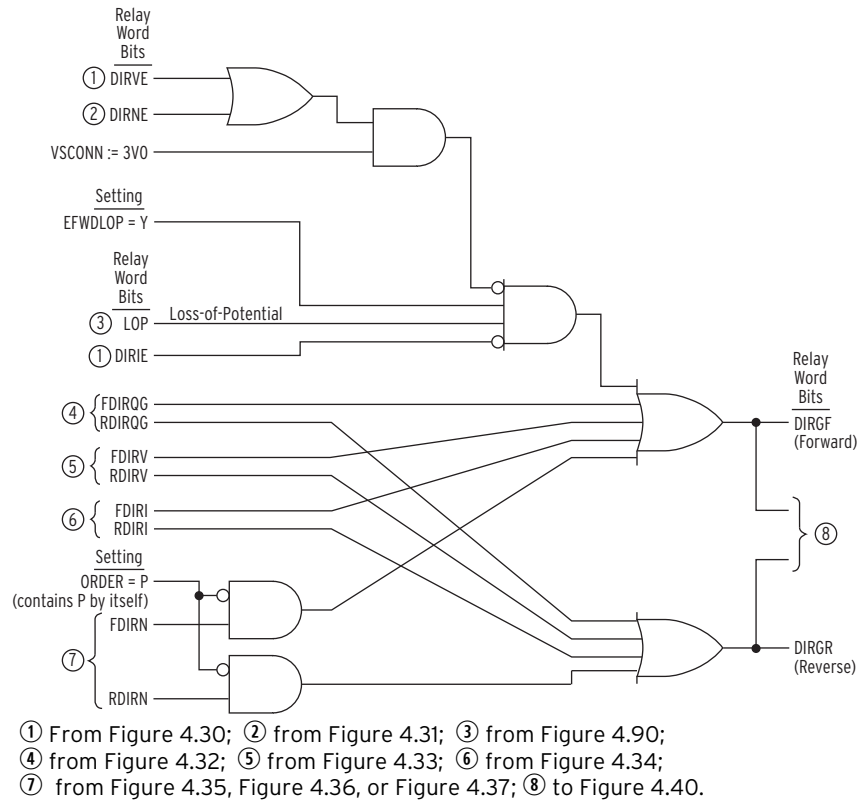 Relay
Word
Bits
① DIRVE
② DIRNE
VSCONN := 3V0
Setting
EFWDLOP = Y
Relay
Word
Bits
③ LOP
Loss-of-Potential
① DIRIE
④ FDIRQG
RDIRQG
⑤ FDIRV
RDIRV
⑥ FDIRI
RDIRI
Setting
ORDER = P
(contains P by itself)
⑦ FDIRN
RDIRN
Relay
Word
Bits
DIRGF
(Forward)
⑧
DIRGR
(Reverse)
① From Figure 4.30; ② from Figure 4.31; ③ from Figure 4.90;
④ from Figure 4.32; ⑤ from Figure 4.33; ⑥ from Figure 4.34;
⑦ from Figure 4.35, Figure 4.36, or Figure 4.37; ⑧ to Figure 4.40.